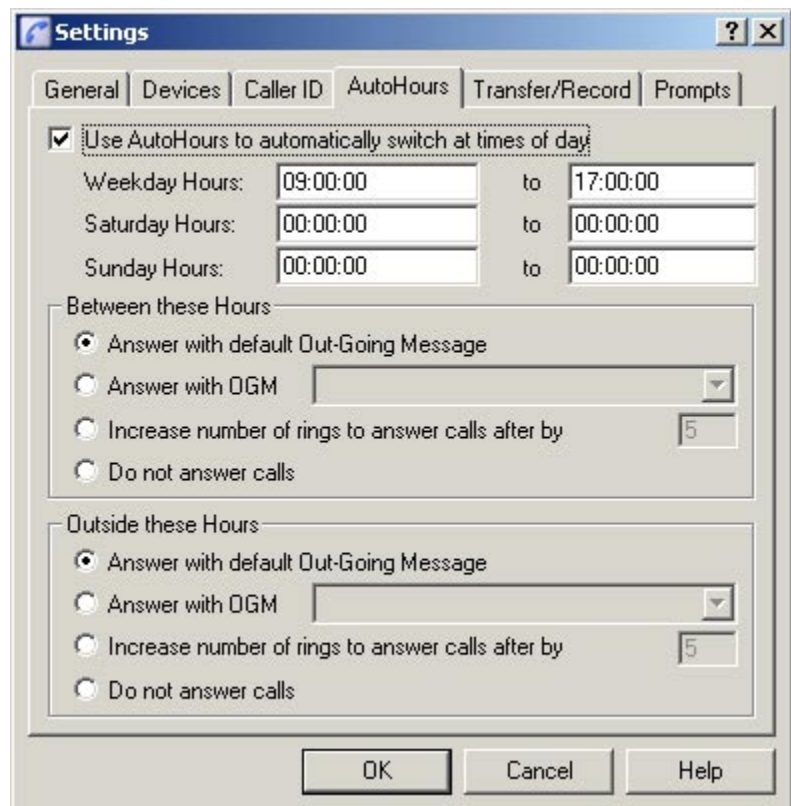 Settings
General Devices Caller ID AutoHours Transfer/Record Prompts
Use AutoHours to automatically switch at times of day
Weekday Hours: 09:00:00 to 17:00:00
Saturday Hours: 00:00:00 to 00:00:00
Sunday Hours: 00:00:00 to 00:00:00
Between these Hours
Answer with default Out-Going Message
Answer with OGM
Increase number of rings to answer calls after by 5
Do not answer calls
Outside these Hours
Answer with default Out-Going Message
Answer with OGM
Increase number of rings to answer calls after by 5
Do not answer calls
OK Cancel Help